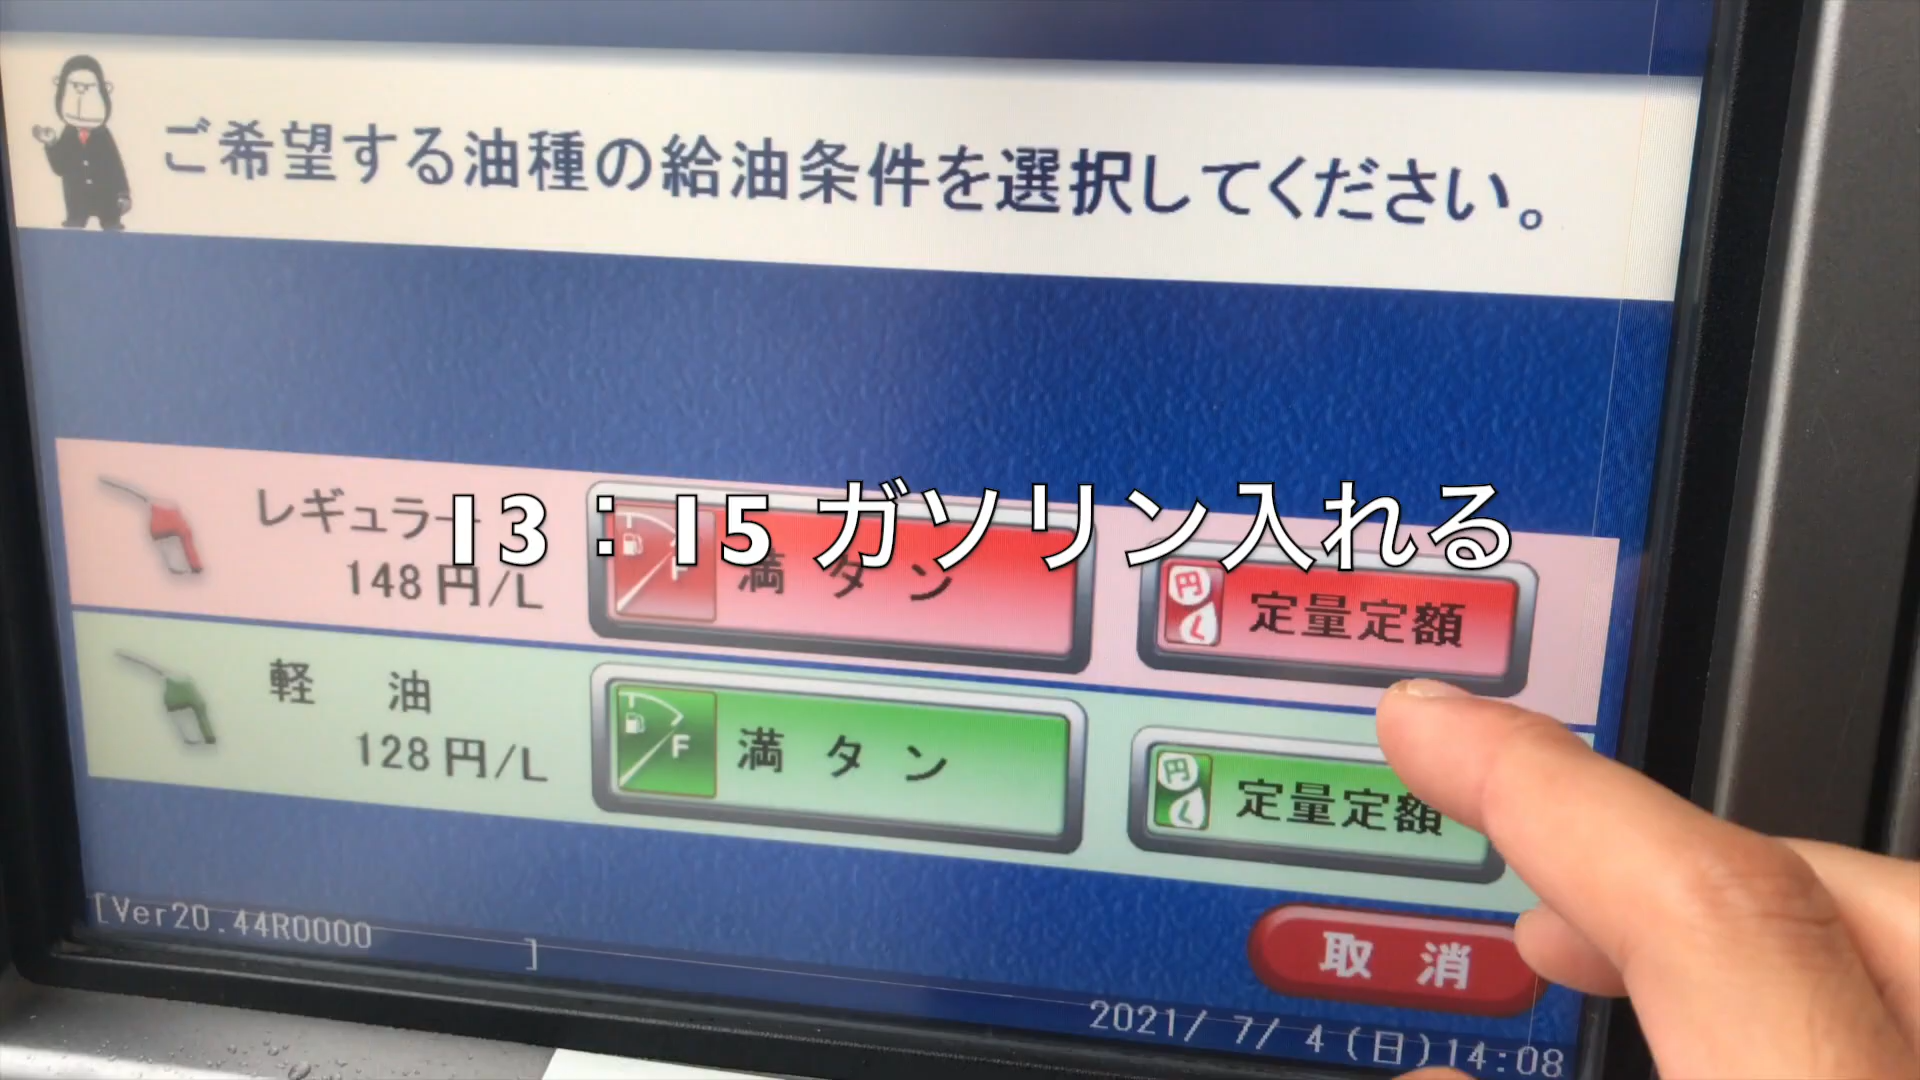 ご希望する油種の給油条件を選択してください。
13：15 ガソリン入れる
レギュラー
148円/L
満タン
定量定額
軽油
128円/L
F
満タン
円
く
定量定額
[Ver20.44R0000 ]
取消
2021/ 7/ 4(日)14:08